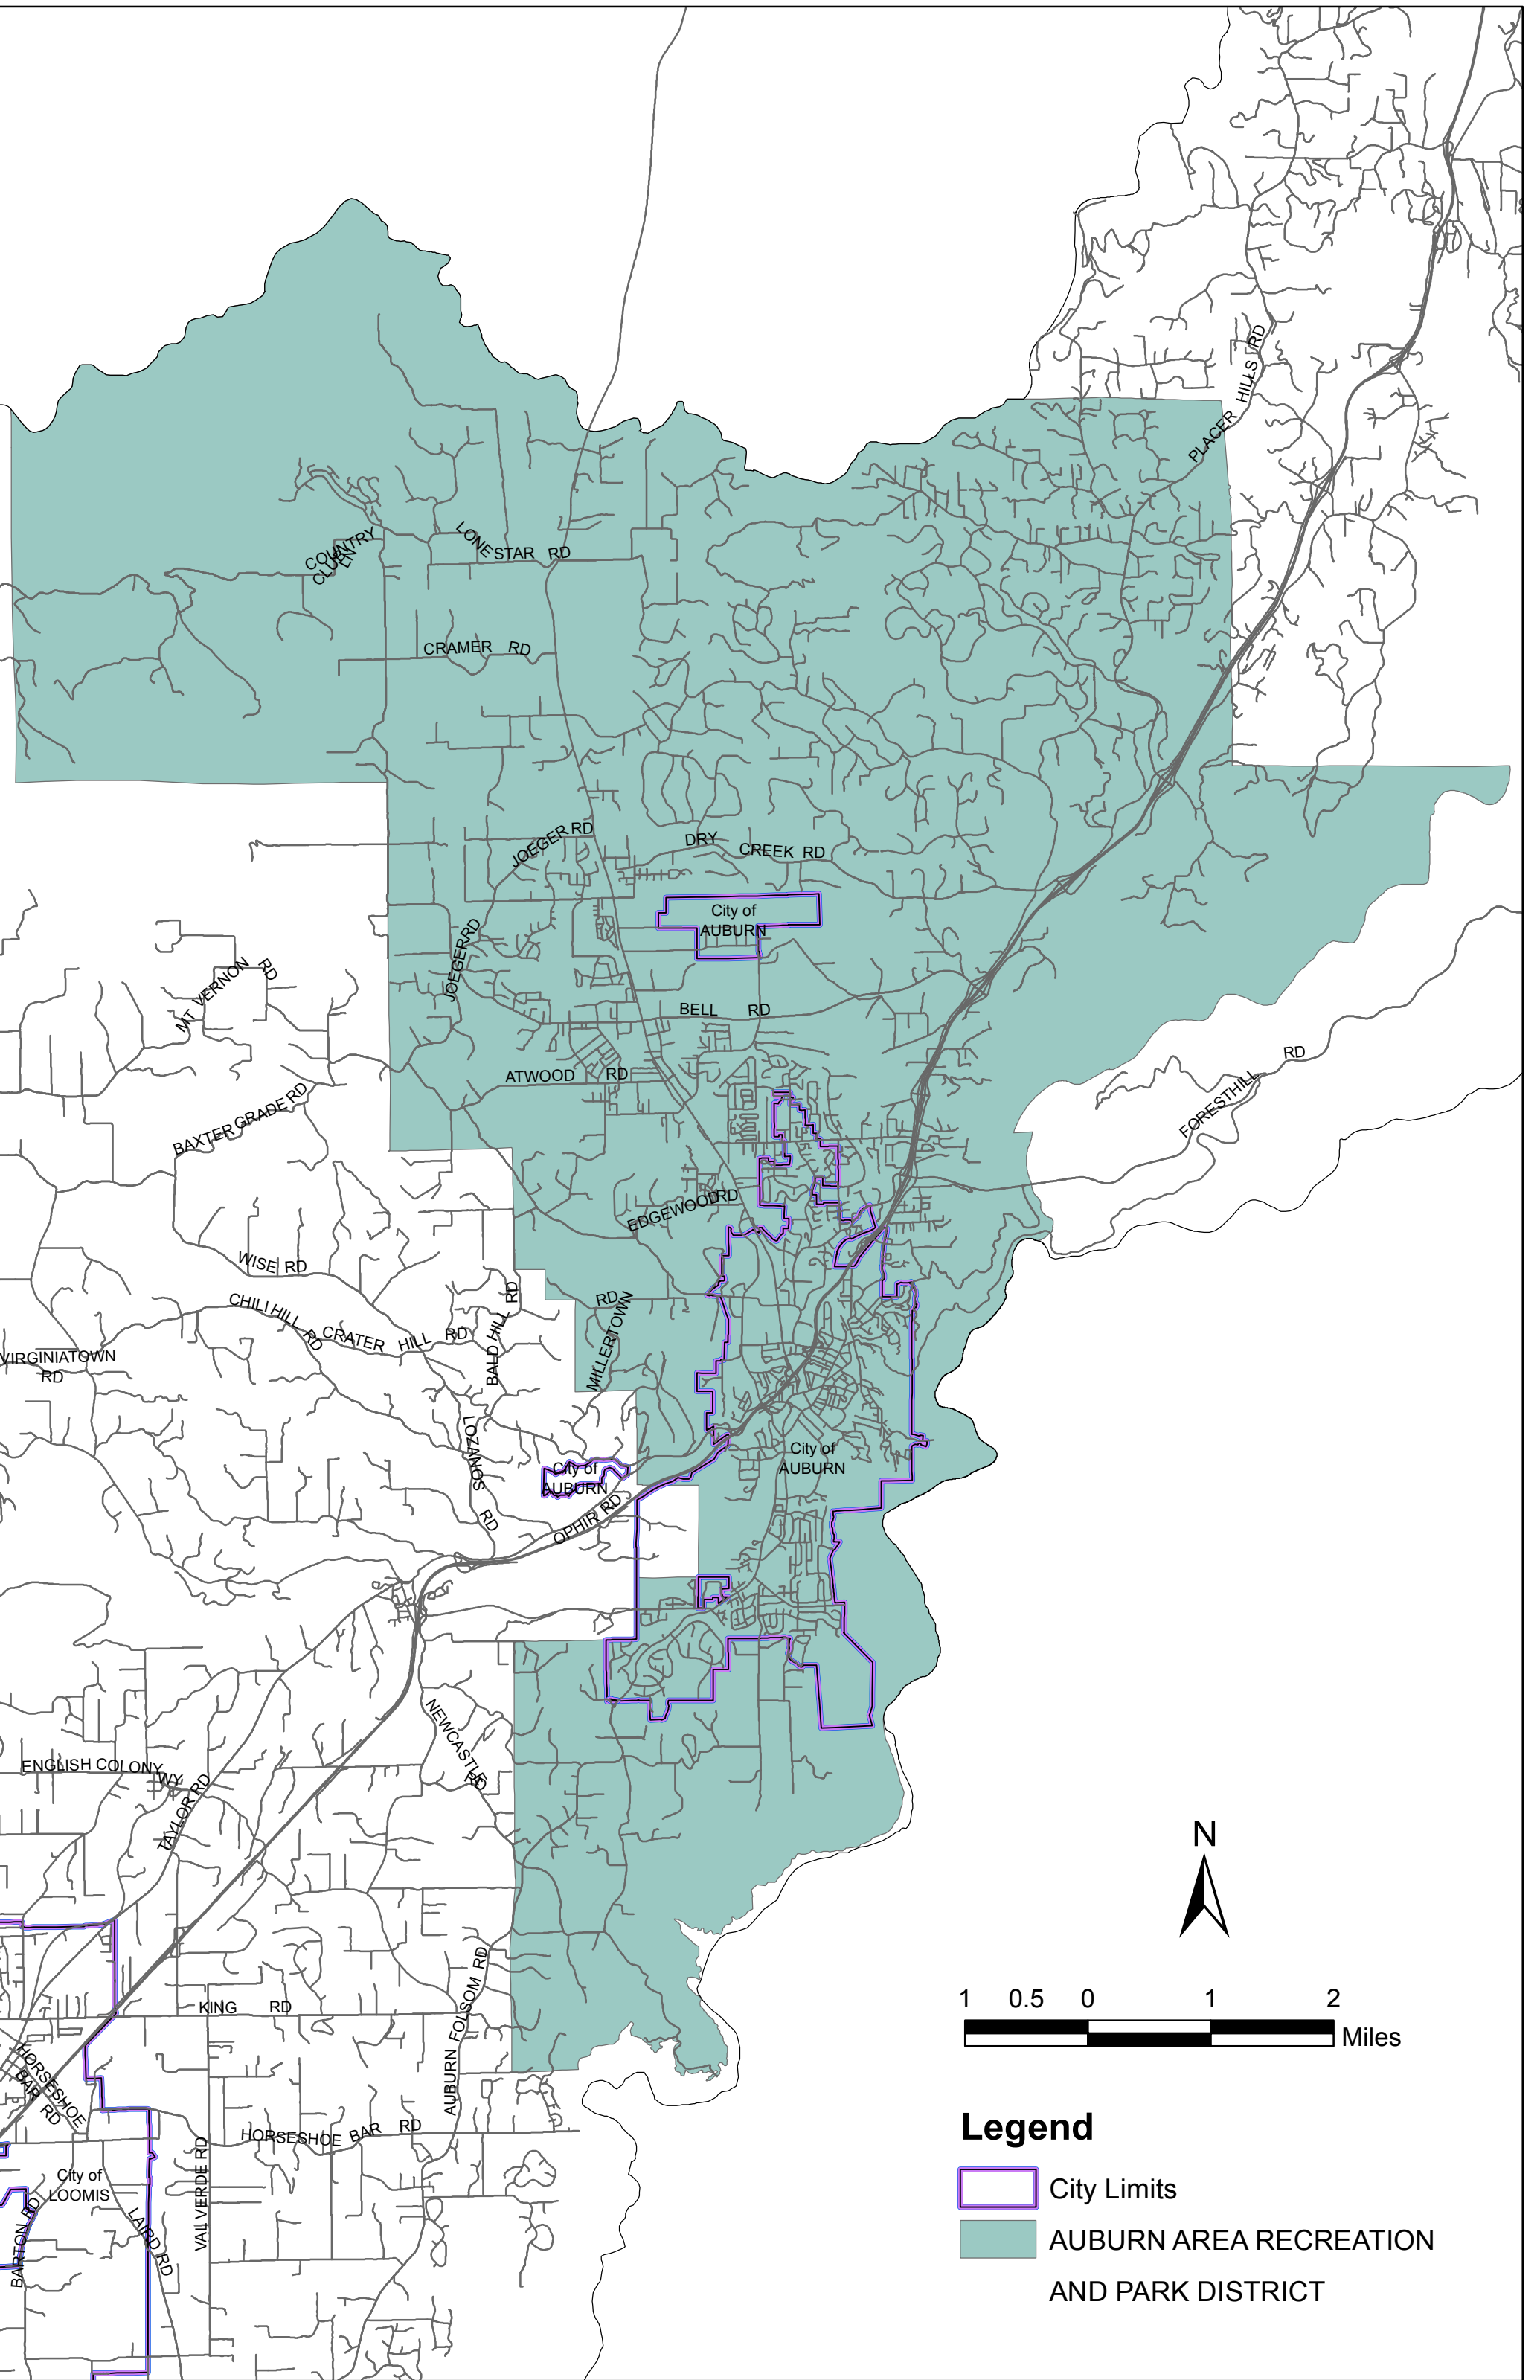 PLACER HILLS RD
COUNTRY
CLUB LN
LONE STAR RD
CRAMER RD
JOEGER RD
DRY CREEK RD
City of
AUBURN
JOEGER RD
MT VERNON RD
BELL RD
ATWOOD RD
FORESTHILL RD
BAXTER GRADE RD
EDGEWOOD RD
WISE RD
RD
MILLERTOWN
CHILI HILL RD
CRATER HILL RD
BALD HILL RD
VIRGINIATOWN
RD
LOZANOS RD
City of
AUBURN
City of
AUBURN
OPHIR RD
NEWCASTLE
RD
ENGLISH COLONY WY
TAYLOR RD
N
KING RD
AUBURN FOLSOM RD
1 0.5 0 1 2
Miles
HORSESHOE
BAR RD
HORSESHOE BAR RD
Legend
City of
LOOMIS
VAL VERDE RD
City Limits
BARTON RD
LAIRD RD
AUBURN AREA RECREATION
AND PARK DISTRICT